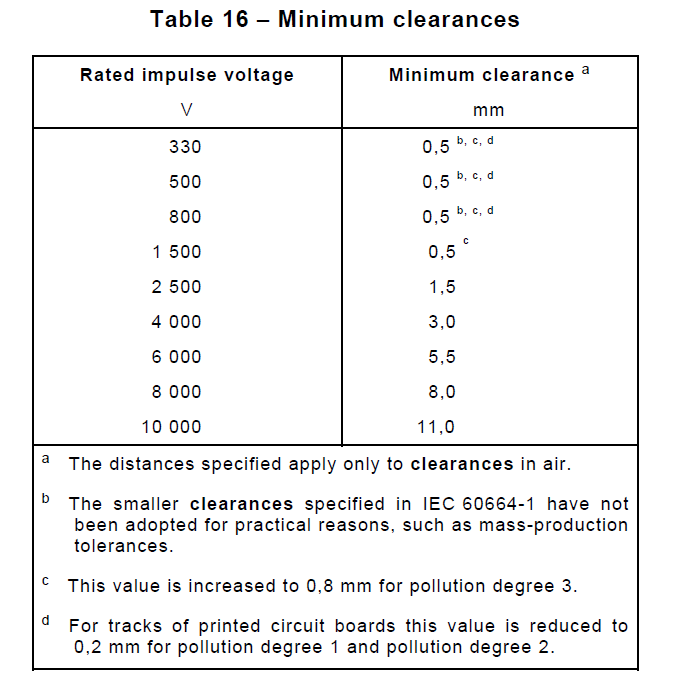 Table 16 – Minimum clearances
Rated impulse voltage Minimum clearance a
V mm
330 0,5 b, c, d
500 0,5 b, c, d
800 0,5 b, c, d
1 500 0,5 c
2 500 1,5
4 000 3,0
6 000 5,5
8 000 8,0
10 000 11,0
a The distances specified apply only to clearances in air.
b The smaller clearances specified in IEC 60664-1 have not
been adopted for practical reasons, such as mass-production
tolerances.
c This value is increased to 0,8 mm for pollution degree 3.
d For tracks of printed circuit boards this value is reduced to
0,2 mm for pollution degree 1 and pollution degree 2.